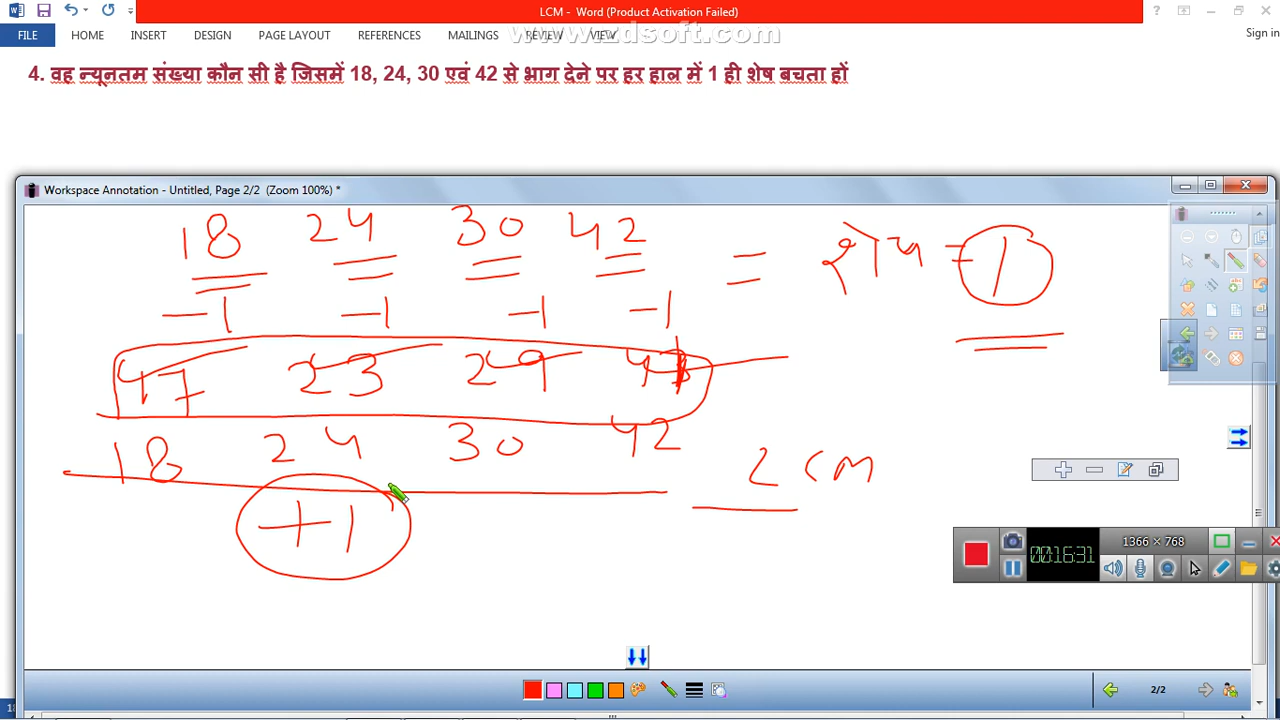 LCM - Word (Product Activation Failed)
FILE HOME INSERT DESIGN PAGE LAYOUT REFERENCES MAILINGS REVIEW VIEW Sign in
www.zdsoft.com
4. वह न्यूनतम संख्या कौन सी है जिसमें 18, 24, 30 एवं 42 से भाग देने पर हर हाल में 1 ही शेष बचता हों
Workspace Annotation - Untitled, Page 2/2 (Zoom 100%) *
18 24 30 42 = शेष = 1
-1 -1 -1 -1
17 23 29 41
18 24 30 42
LCM
+1
1366 × 768
00:16:31
2/2